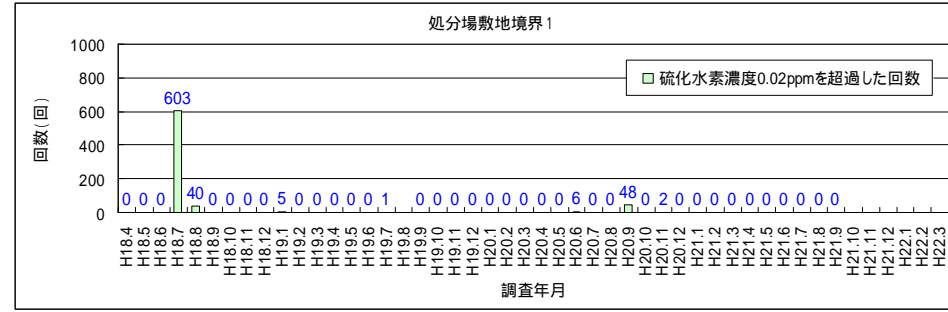 処分場敷地境界1
1000
800
600
400
200
0
回数(回)
硫化水素濃度0.02ppmを超過した回数
0 0 0 603 40 0 0 0 0 5 0 0 0 0 0 1 0 0 0 0 0 0 0 0 0 0 6 0 0 48 0 2 0 0 0 0 0 0 0 0 0
H18.4 H18.5 H18.6 H18.7 H18.8 H18.9 H18.10 H18.11 H18.12 H19.1 H19.2 H19.3 H19.4 H19.5 H19.6 H19.7 H19.8 H19.9 H19.10 H19.11 H19.12 H20.1 H20.2 H20.3 H20.4 H20.5 H20.6 H20.7 H20.8 H20.9 H20.10 H20.11 H20.12 H21.1 H21.2 H21.3 H21.4 H21.5 H21.6 H21.7 H21.8 H21.9 H21.10 H21.11 H21.12 H22.1 H22.2 H22.3
調査年月